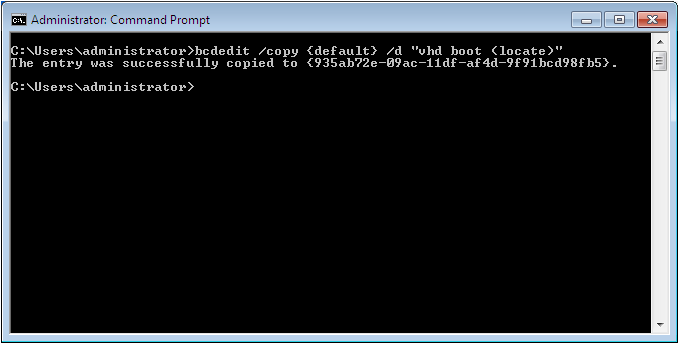 Administrator: Command Prompt
C:\Users\administrator>bcdedit /copy {default} /d "vhd boot (locate)"
The entry was successfully copied to {935ab72e-09ac-11df-af4d-9f91bcd98fb5}.
C:\Users\administrator>